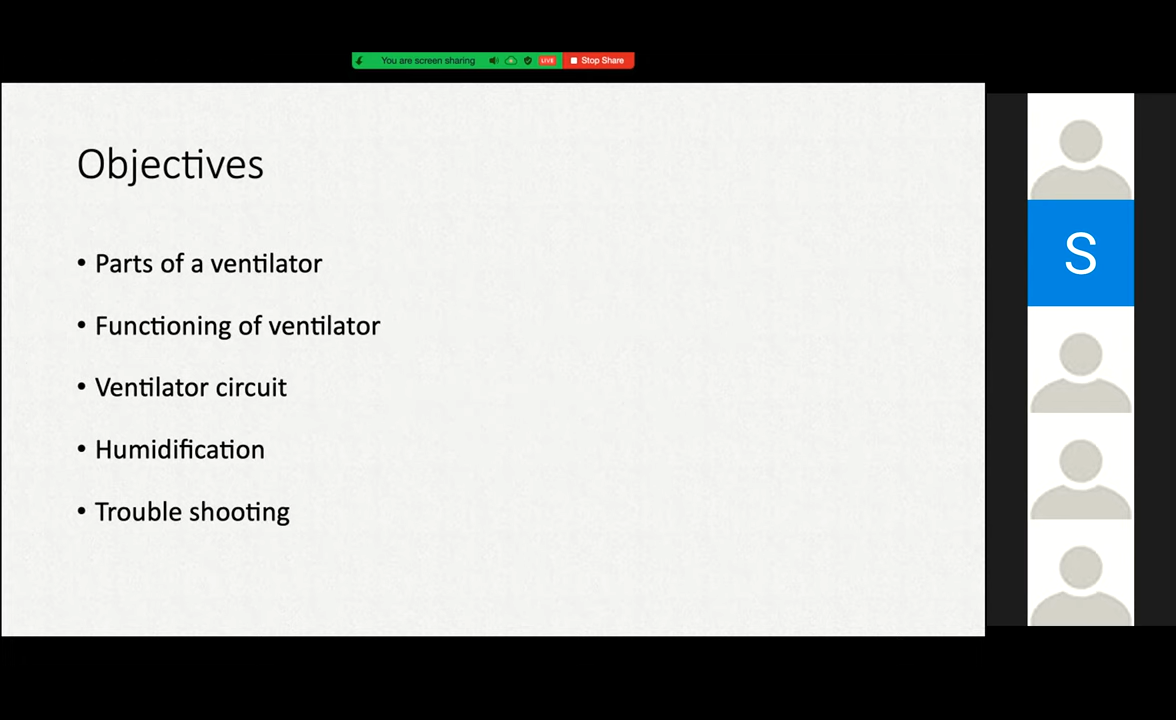 You are screen sharing LIVE Stop Share
Objectives
• Parts of a ventilator
• Functioning of ventilator
• Ventilator circuit
• Humidification
• Trouble shooting
S